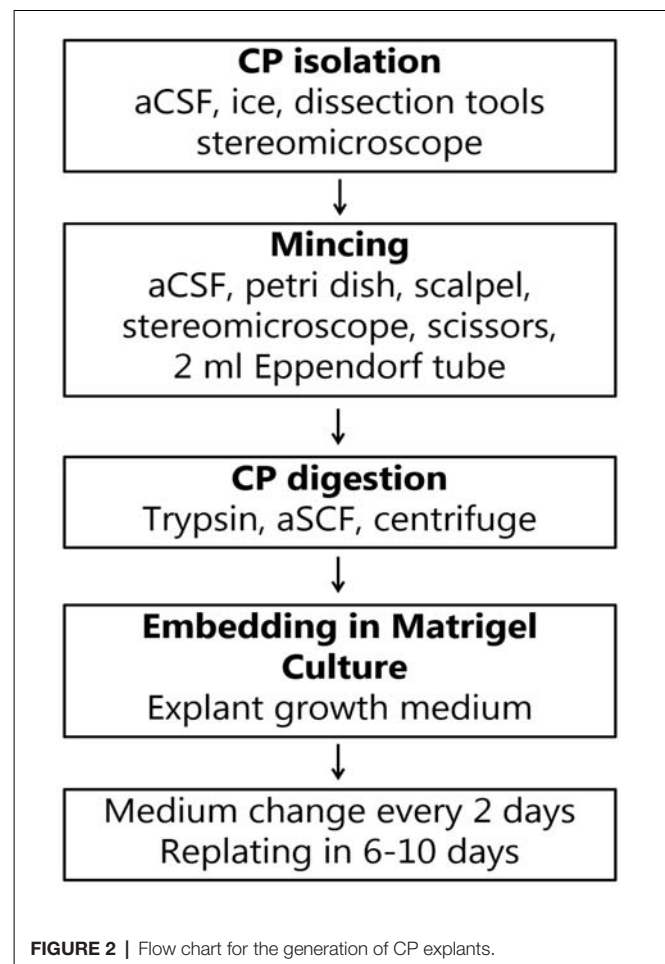 CP isolation
aCSF, ice, dissection tools
stereomicroscope
Mincing
aCSF, petri dish, scalpel,
stereomicroscope, scissors,
2 ml Eppendorf tube
CP digestion
Trypsin, aSCF, centrifuge
Embedding in Matrigel
Culture
Explant growth medium
Medium change every 2 days
Replating in 6-10 days
FIGURE 2 | Flow chart for the generation of CP explants.